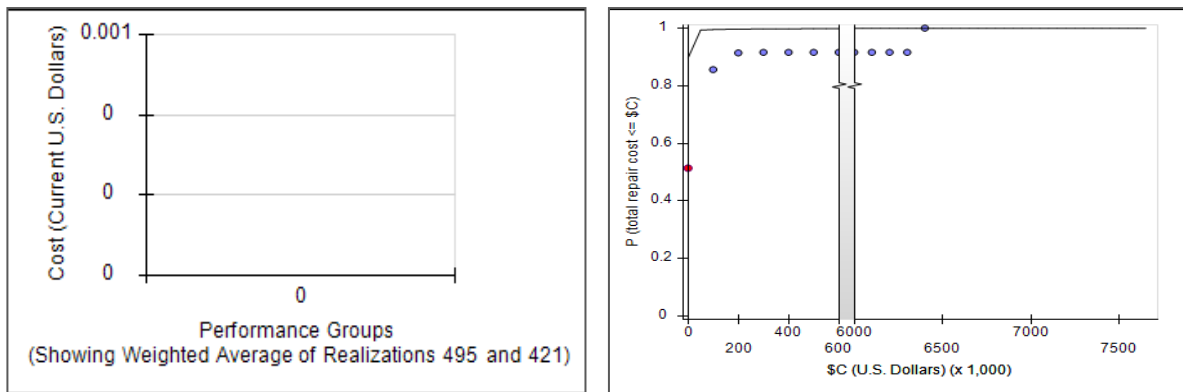 Cost (Current U.S. Dollars)
0.001
0
0
0
0
Performance Groups
(Showing Weighted Average of Realizations 495 and 421)
P (total repair cost <= $C)
1
0.8
0.6
0.4
0.2
0
0 400 6000 7000
200 600 6500 7500
$C (U.S. Dollars) (x 1,000)